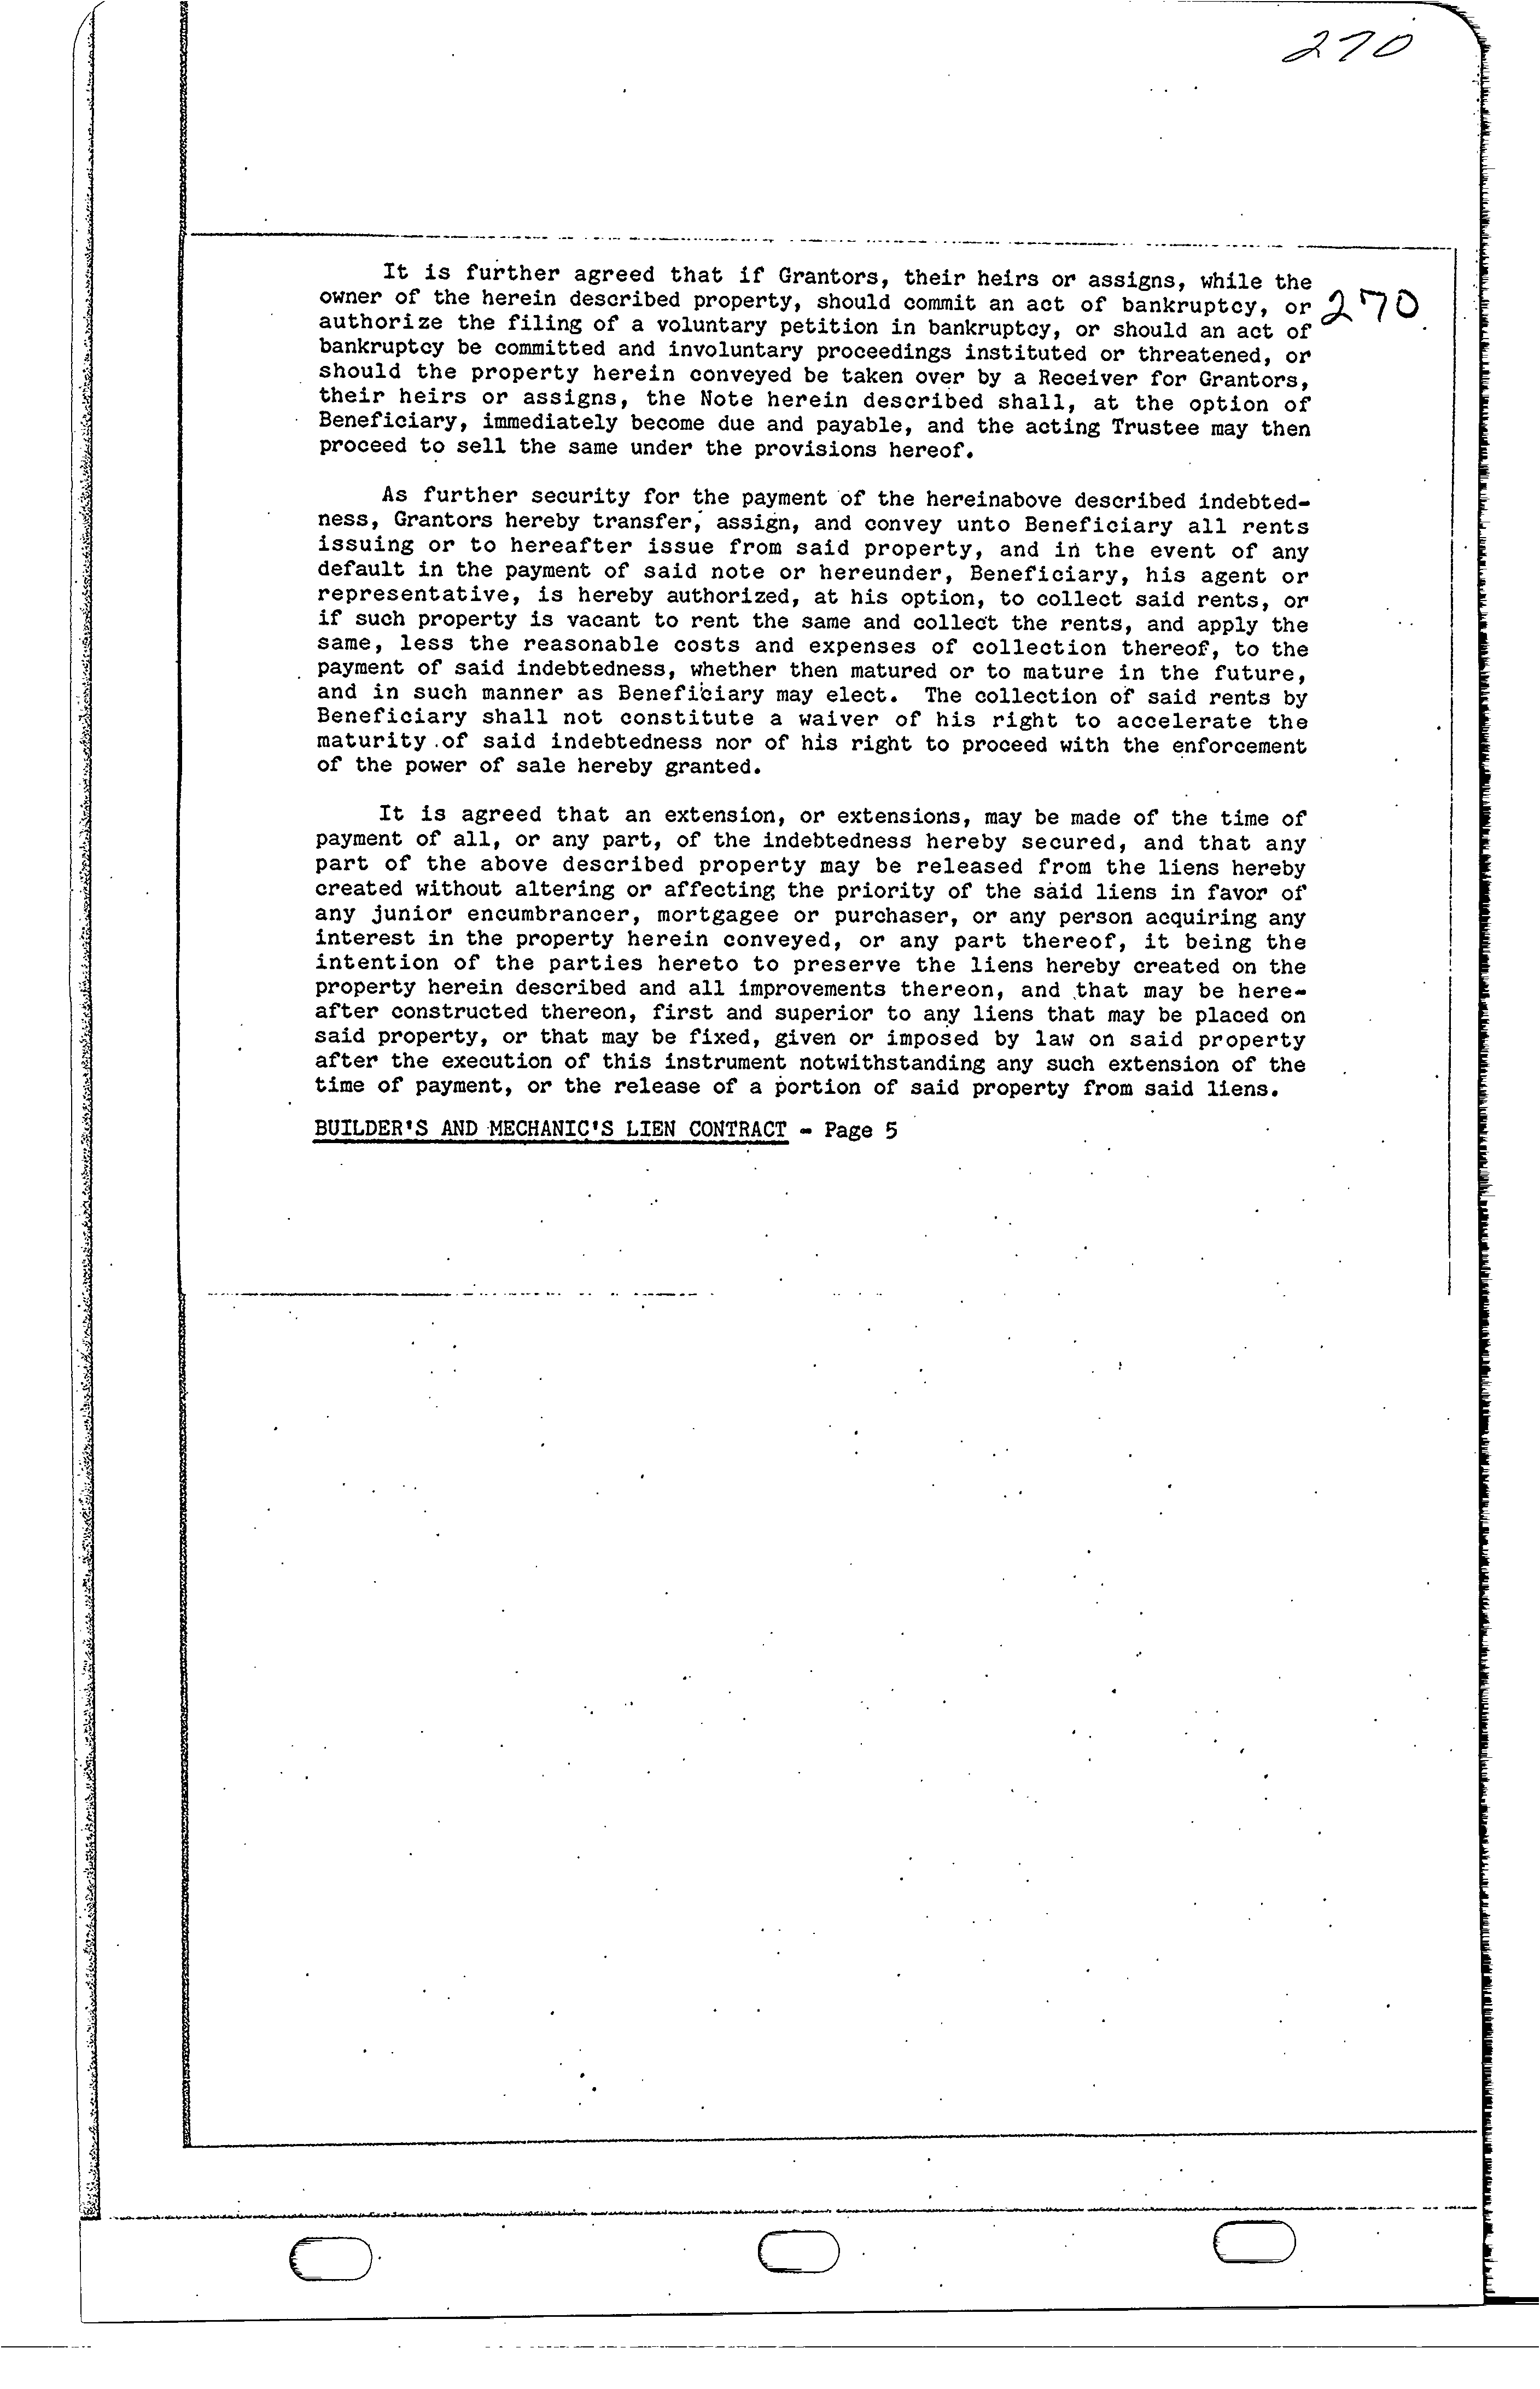 270
It is further agreed that if Grantors, their heirs or assigns, while the
owner of the herein described property, should commit an act of bankruptcy, or
270
authorize the filing of a voluntary petition in bankruptcy, or should an act of
bankruptcy be committed and involuntary proceedings instituted or threatened, or
should the property herein conveyed be taken over by a Receiver for Grantors,
their heirs or assigns, the Note herein described shall, at the option of
Beneficiary, immediately become due and payable, and the acting Trustee may then
proceed to sell the same under the provisions hereof.
As further security for the payment of the hereinabove described indebted-
ness, Grantors hereby transfer, assign, and convey unto Beneficiary all rents
issuing or to hereafter issue from said property, and in the event of any
default in the payment of said note or hereunder, Beneficiary, his agent or
representative, is hereby authorized, at his option, to collect said rents, or
if such property is vacant to rent the same and collect the rents, and apply the
same, less the reasonable costs and expenses of collection thereof, to the
payment of said indebtedness, whether then matured or to mature in the future,
and in such manner as Beneficiary may elect. The collection of said rents by
Beneficiary shall not constitute a waiver of his right to accelerate the
maturity of said indebtedness nor of his right to proceed with the enforcement
of the power of sale hereby granted.
It is agreed that an extension, or extensions, may be made of the time of
payment of all, or any part, of the indebtedness hereby secured, and that any
part of the above described property may be released from the liens hereby
created without altering or affecting the priority of the said liens in favor of
any junior encumbrancer, mortgagee or purchaser, or any person acquiring any
interest in the property herein conveyed, or any part thereof, it being the
intention of the parties hereto to preserve the liens hereby created on the
property herein described and all improvements thereon, and that may be here-
after constructed thereon, first and superior to any liens that may be placed on
said property, or that may be fixed, given or imposed by law on said property
after the execution of this instrument notwithstanding any such extension of the
time of payment, or the release of a portion of said property from said liens.
BUILDER'S AND MECHANIC'S LIEN CONTRACT - Page 5